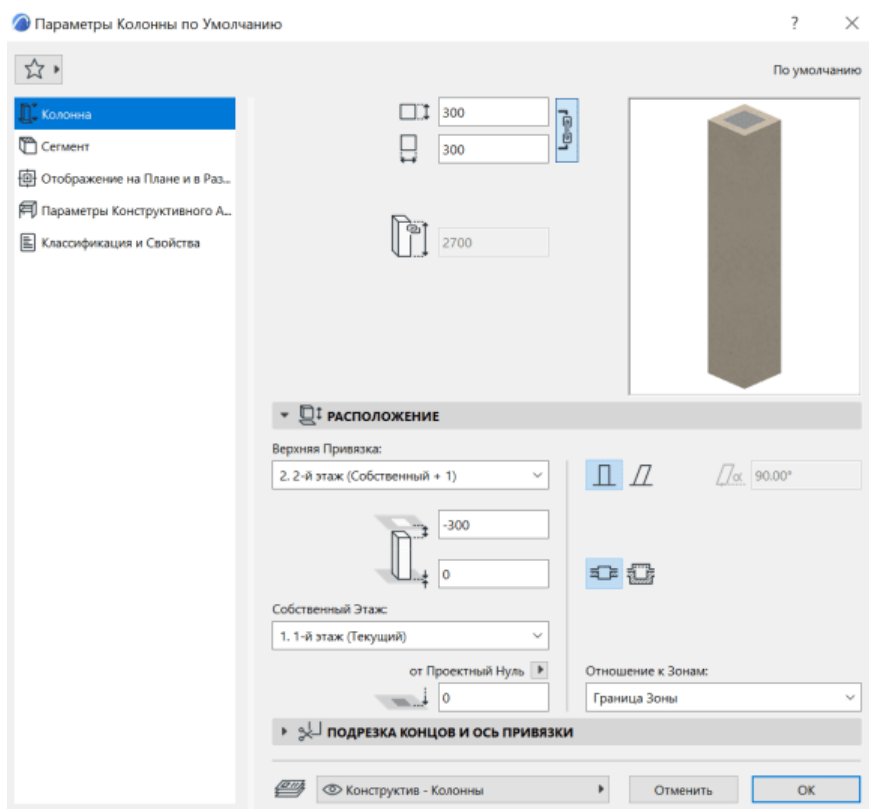 Параметры Колонны по Умолчанию
?
По умолчанию
Колонна
Сегмент
Отображение на Плане и в Раз...
Параметры Конструктивного А...
Классификация и Свойства
300
300
2700
РАСПОЛОЖЕНИЕ
Верхняя Привязка:
2. 2-й этаж (Собственный + 1)
α 90.00°
-300
0
Собственный Этаж:
1. 1-й этаж (Текущий)
от Проектный Нуль
Отношение к Зонам:
0
Граница Зоны
ПОДРЕЗКА КОНЦОВ И ОСЬ ПРИВЯЗКИ
Конструктив - Колонны
Отменить
OK